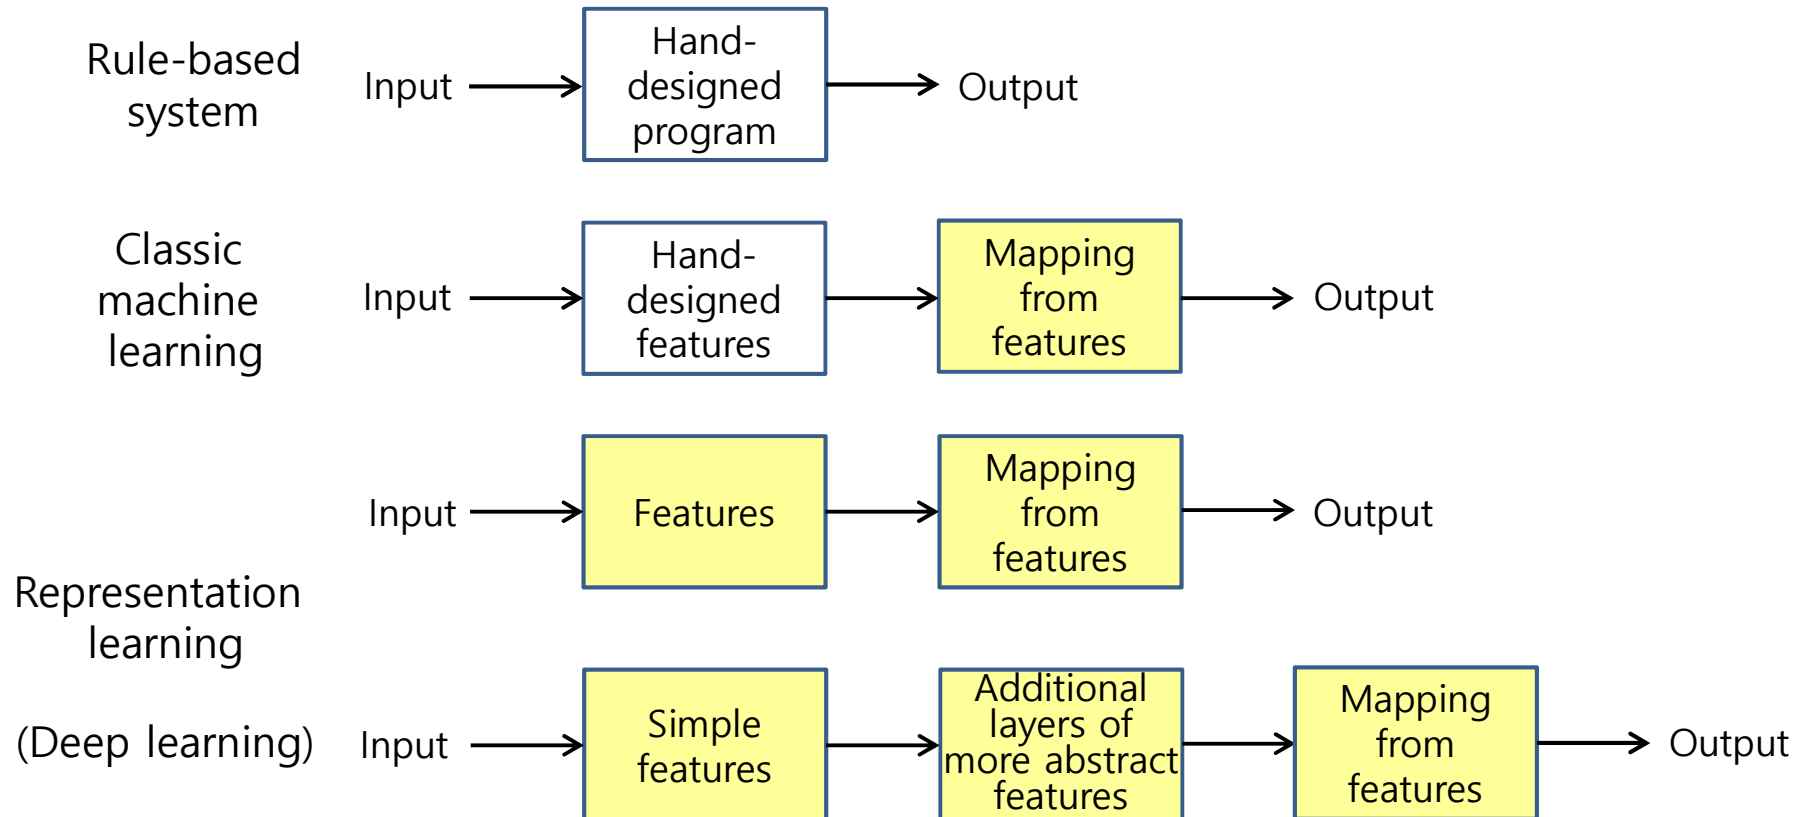 Rule-based
system
Input
Hand-
designed
program
Output
Classic
machine
learning
Input
Hand-
designed
features
Mapping
from
features
Output
Input
Features
Mapping
from
features
Output
Representation
learning
(Deep learning)
Input
Simple
features
Additional
layers of
more abstract
features
Mapping
from
features
Output